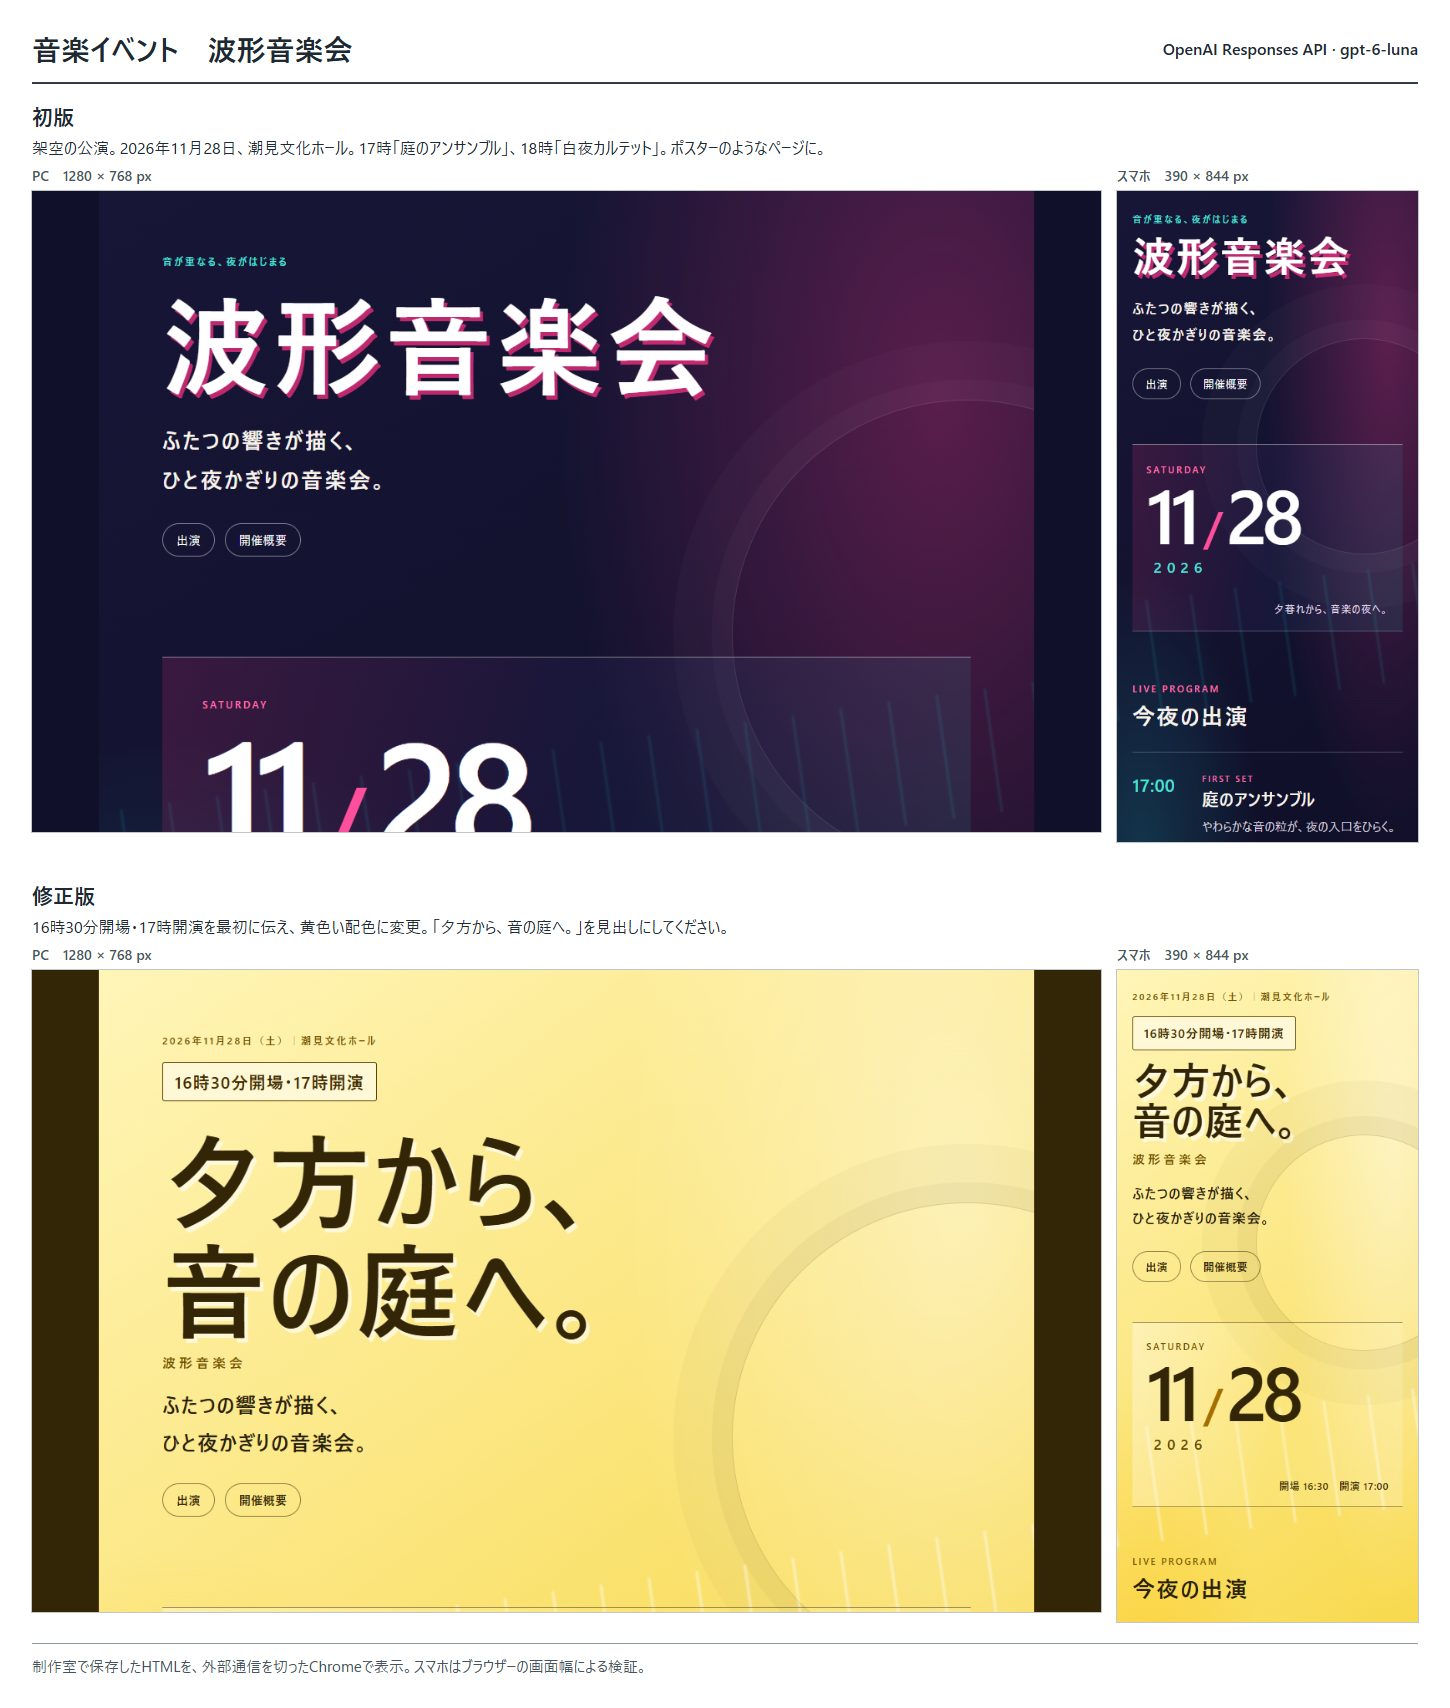 音楽イベント　波形音楽会
OpenAI Responses API · gpt-6-luna
初版
架空の公演。2026年11月28日、潮見文化ホール。17時「庭のアンサンブル」、18時「白夜カルテット」。ポスターのようなページに。
PC　1280 × 768 px
音が重なる、夜がはじまる
波形音楽会
ふたつの響きが描く、
ひと夜かぎりの音楽会。
出演
開催概要
SATURDAY
11/28
スマホ　390 × 844 px
音が重なる、夜がはじまる
波形音楽会
ふたつの響きが描く、
ひと夜かぎりの音楽会。
出演
開催概要
SATURDAY
11/28
2026
夕暮れから、音楽の夜へ。
LIVE PROGRAM
今夜の出演
17:00
FIRST SET
庭のアンサンブル
やわらかな音の粒が、夜の入口をひらく。
修正版
16時30分開場・17時開演を最初に伝え、黄色い配色に変更。「夕方から、音の庭へ。」を見出しにしてください。
PC　1280 × 768 px
2026年11月28日（土）｜潮見文化ホール
16時30分開場・17時開演
夕方から、
音の庭へ。
波形音楽会
ふたつの響きが描く、
ひと夜かぎりの音楽会。
出演
開催概要
スマホ　390 × 844 px
2026年11月28日（土）｜潮見文化ホール
16時30分開場・17時開演
夕方から、
音の庭へ。
波形音楽会
ふたつの響きが描く、
ひと夜かぎりの音楽会。
出演
開催概要
SATURDAY
11/28
2026
開場 16:30　開演 17:00
LIVE PROGRAM
今夜の出演
制作室で保存したHTMLを、外部通信を切ったChromeで表示。スマホはブラウザーの画面幅による検証。